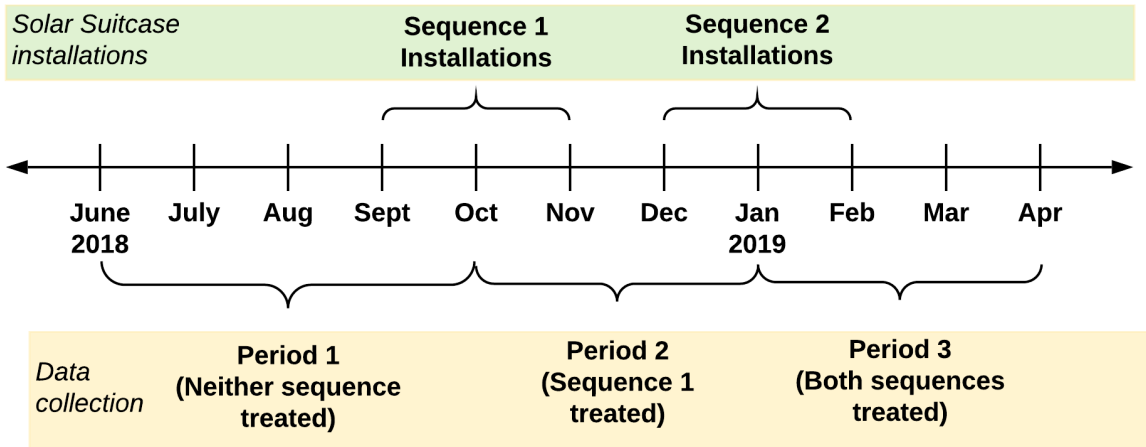 Solar Suitcase
installations
Sequence 1
Installations
Sequence 2
Installations
June
2018
July
Aug
Sept
Oct
Nov
Dec
Jan
2019
Feb
Mar
Apr
Data
collection
Period 1
(Neither sequence
treated)
Period 2
(Sequence 1
treated)
Period 3
(Both sequences
treated)